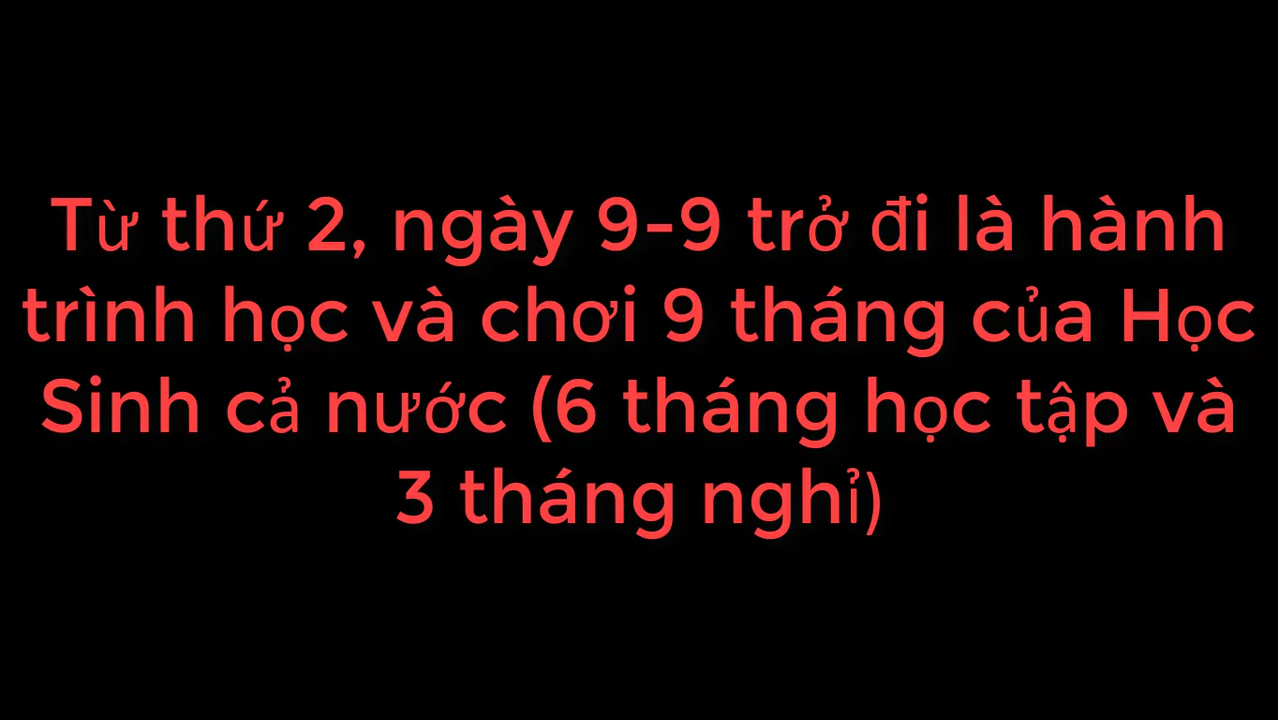 Từ thứ 2, ngày 9-9 trở đi là hành
trình học và chơi 9 tháng của Học
Sinh cả nước (6 tháng học tập và
3 tháng nghỉ)